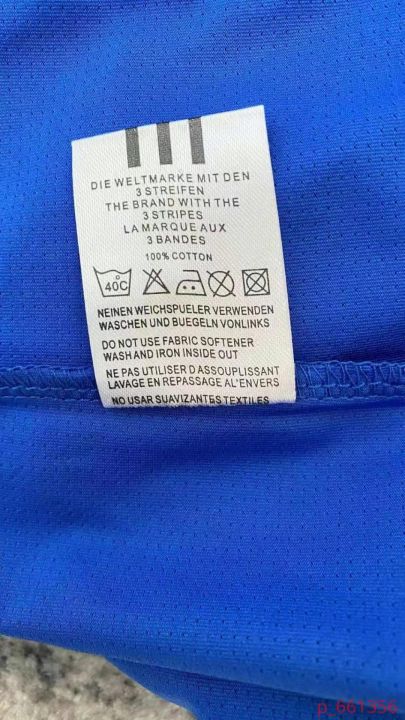 DIE WELTMARKE MIT DEN
3 STREIFEN
THE BRAND WITH THE
3 STRIPES
LA MARQUE AUX
3 BANDES
100% COTTON
40C
NEINEN WEICHSPUELER VERWENDEN
WASCHEN UND BUEGELN VONLINKS
DO NOT USE FABRIC SOFTENER
WASH AND IRON INSIDE OUT
NE PAS UTILISER D'ASSOUPLISSANT
LAVAGE EN REPASSAGE AL'ENVERS
NO USAR SUAVIZANTES TEXTILES
p_661356